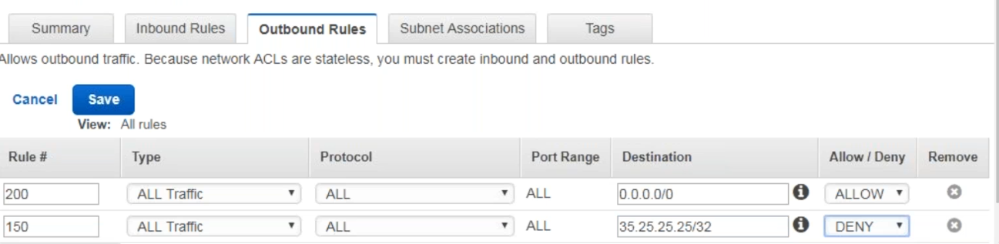 Summary Inbound Rules Outbound Rules Subnet Associations Tags
Allows outbound traffic. Because network ACLs are stateless, you must create inbound and outbound rules.
Cancel Save
View: All rules
Rule # Type Protocol Port Range Destination Allow / Deny Remove
200 ALL Traffic ALL ALL 0.0.0.0/0 ALLOW
150 ALL Traffic ALL ALL 35.25.25.25/32 DENY